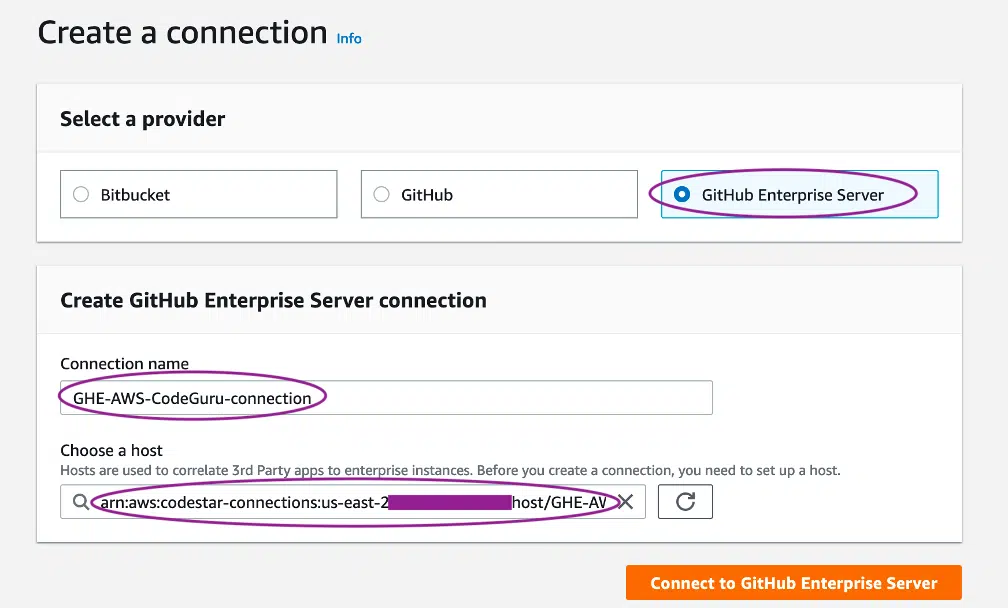 Create a connection Info
Select a provider
Bitbucket
GitHub
GitHub Enterprise Server
Create GitHub Enterprise Server connection
Connection name
GHE-AWS-CodeGuru-connection
Choose a host
Hosts are used to correlate 3rd Party apps to enterprise instances. Before you create a connection, you need to set up a host.
arn:aws:codestar-connections:us-east-2 host/GHE-AW
Connect to GitHub Enterprise Server